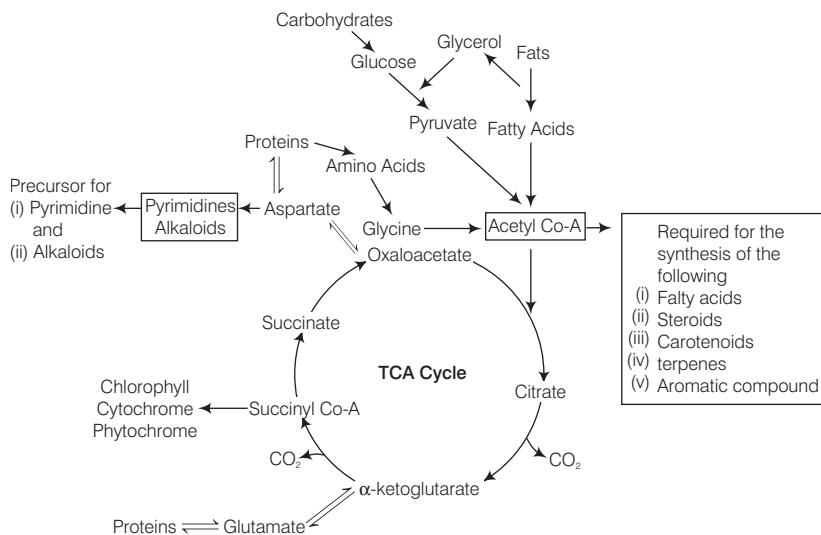 Carbohydrates
Glycerol
Fats
Glucose
Pyruvate
Fatty Acids
Proteins
Amino Acids
Precursor for
(i) Pyrimidine
and
(ii) Alkaloids
Pyrimidines
Alkaloids
Aspartate
Glycine
Acetyl Co-A
Oxaloacetate
Required for the
synthesis of the
following
(i) Falty acids
(ii) Steroids
(iii) Carotenoids
(iv) terpenes
(v) Aromatic compound
Succinate
TCA Cycle
Citrate
Chlorophyll
Cytochrome
Phytochrome
Succinyl Co-A
CO₂
CO₂
α-ketoglutarate
Proteins
Glutamate